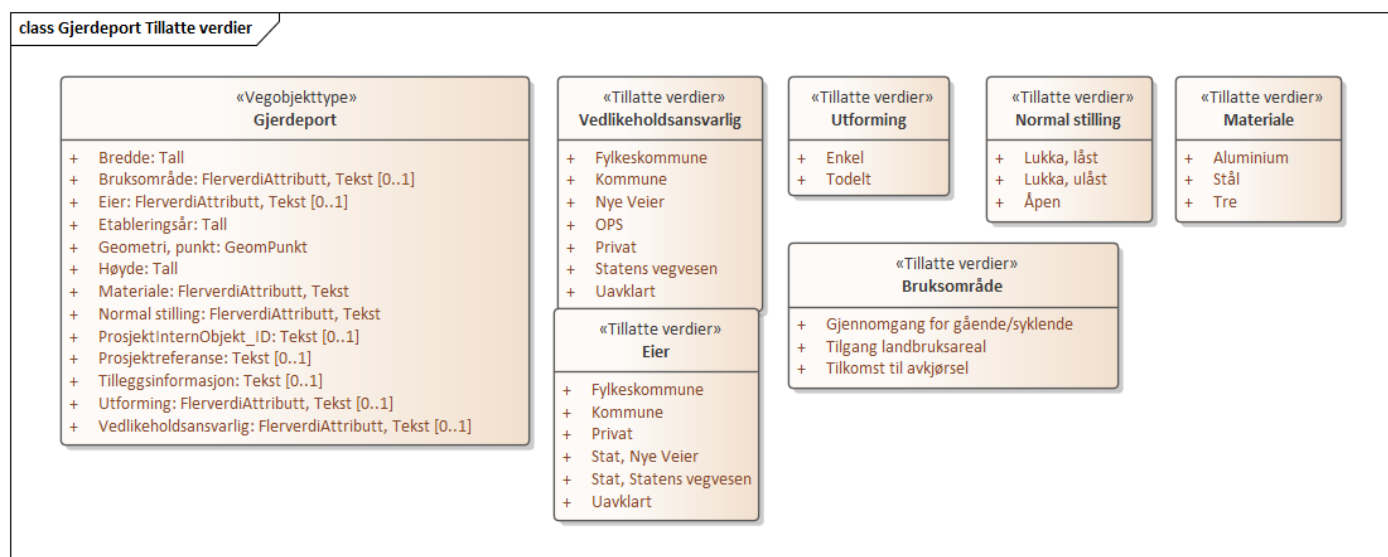 class Gjerdeport Tillatte verdier
«Vegobjekttype»
Gjerdeport
+ Bredde: Tall
+ Bruksområde: FlerverdiAttributt, Tekst [0..1]
+ Eier: FlerverdiAttributt, Tekst [0..1]
+ Etableringsår: Tall
+ Geometri, punkt: GeomPunkt
+ Høyde: Tall
+ Materiale: FlerverdiAttributt, Tekst
+ Normal stilling: FlerverdiAttributt, Tekst
+ ProsjektInternObjekt_ID: Tekst [0..1]
+ Prosjektreferanse: Tekst [0..1]
+ Tilleggsinformasjon: Tekst [0..1]
+ Utforming: FlerverdiAttributt, Tekst [0..1]
+ Vedlikeholdsansvarlig: FlerverdiAttributt, Tekst [0..1]
«Tillatte verdier»
Vedlikeholdsansvarlig
+ Fylkeskommune
+ Kommune
+ Nye Veier
+ OPS
+ Privat
+ Statens vegvesen
+ Uavklart
«Tillatte verdier»
Eier
+ Fylkeskommune
+ Kommune
+ Privat
+ Stat, Nye Veier
+ Stat, Statens vegvesen
+ Uavklart
«Tillatte verdier»
Utforming
+ Enkel
+ Todelt
«Tillatte verdier»
Normal stilling
+ Lukka, låst
+ Lukka, ulåst
+ Åpen
«Tillatte verdier»
Materiale
+ Aluminium
+ Stål
+ Tre
«Tillatte verdier»
Bruksområde
+ Gjennomgang for gående/syklende
+ Tilgang landbruksareal
+ Tilkomst til avkjørsel